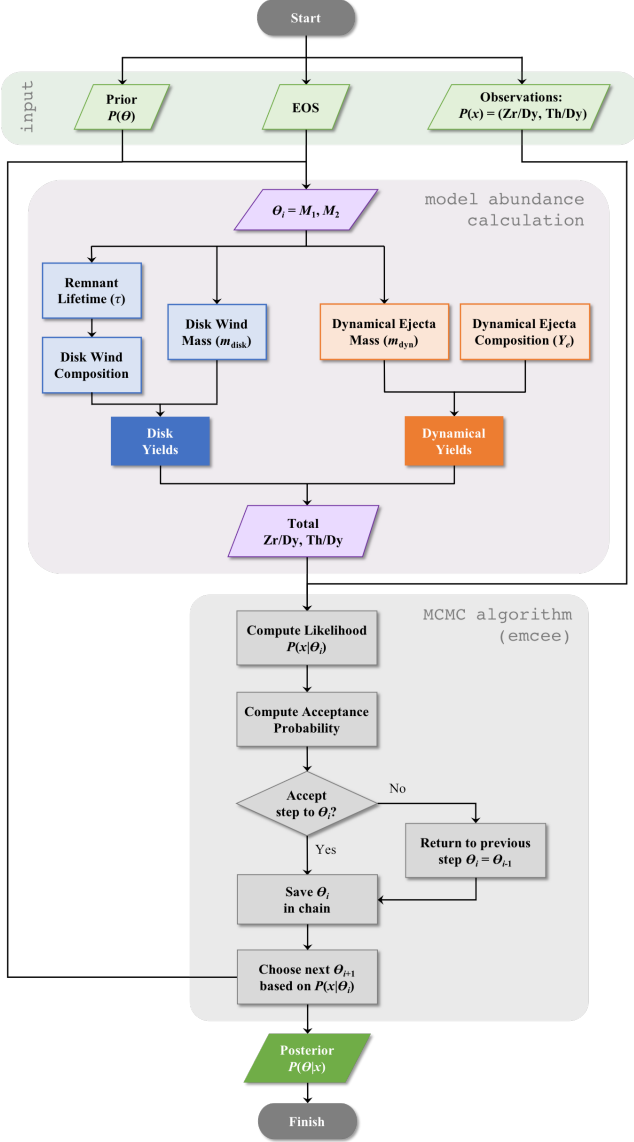 Start
input
Prior
P(Θ)
EOS
Observations:
P(x) = (Zr/Dy, Th/Dy)
model abundance
calculation
Θi = M1, M2
Remnant
Lifetime (τ)
Disk Wind
Mass (mdisk)
Dynamical Ejecta
Mass (mdyn)
Dynamical Ejecta
Composition (Ye)
Disk Wind
Composition
Disk
Yields
Dynamical
Yields
Total
Zr/Dy, Th/Dy
MCMC algorithm
(emcee)
Compute Likelihood
P(x|Θi)
Compute Acceptance
Probability
Accept
step to Θi?
No
Yes
Return to previous
step Θi = Θi-1
Save Θi
in chain
Choose next Θi+1
based on P(x|Θi)
Posterior
P(Θ|x)
Finish